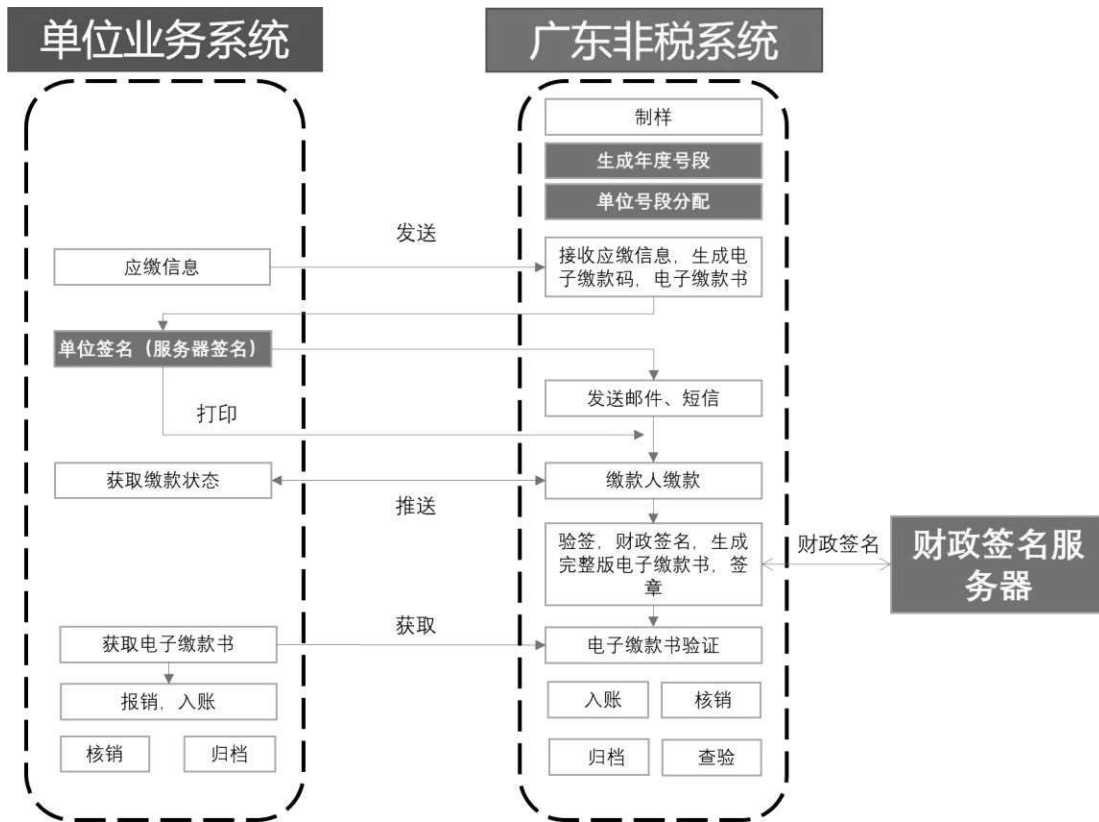 单位业务系统
广东非税系统
制样
生成年度号段
单位号段分配
发送
应缴信息
接收应缴信息，生成电
子缴款码，电子缴款书
单位签名（服务器签名）
发送邮件、短信
打印
获取缴款状态
缴款人缴款
推送
验签，财政签名，生成
完整版电子缴款书，签
章
财政签名
财政签名服
务器
获取
获取电子缴款书
电子缴款书验证
报销，入账
入账
核销
核销
归档
归档
查验